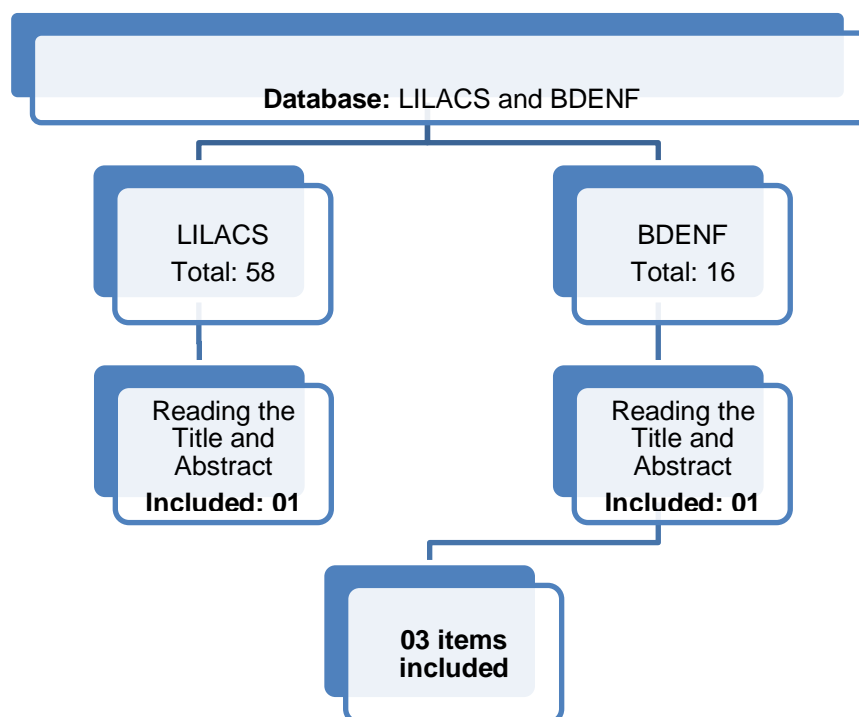 Database: LILACS and BDENF
LILACS
Total: 58
BDENF
Total: 16
Reading the
Title and
Abstract
Included: 01
Reading the
Title and
Abstract
Included: 01
03 items
included